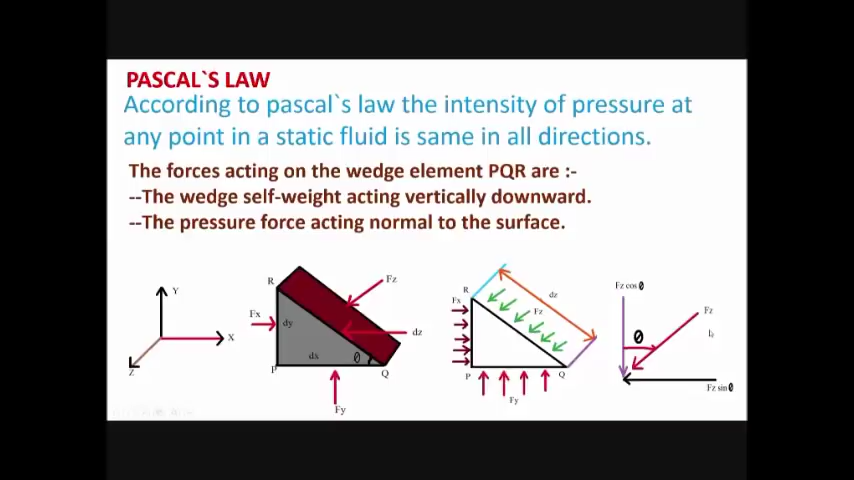 PASCAL`S LAW
According to pascal`s law the intensity of pressure at
any point in a static fluid is same in all directions.
The forces acting on the wedge element PQR are :-
--The wedge self-weight acting vertically downward.
--The pressure force acting normal to the surface.
Y
X
Z
R
Fz
Fx
dy
dz
dx
θ
P
Q
Fy
R
dz
Fx
Fz
P
Q
Fy
Fz cosθ
Fz
θ
Fz sinθ